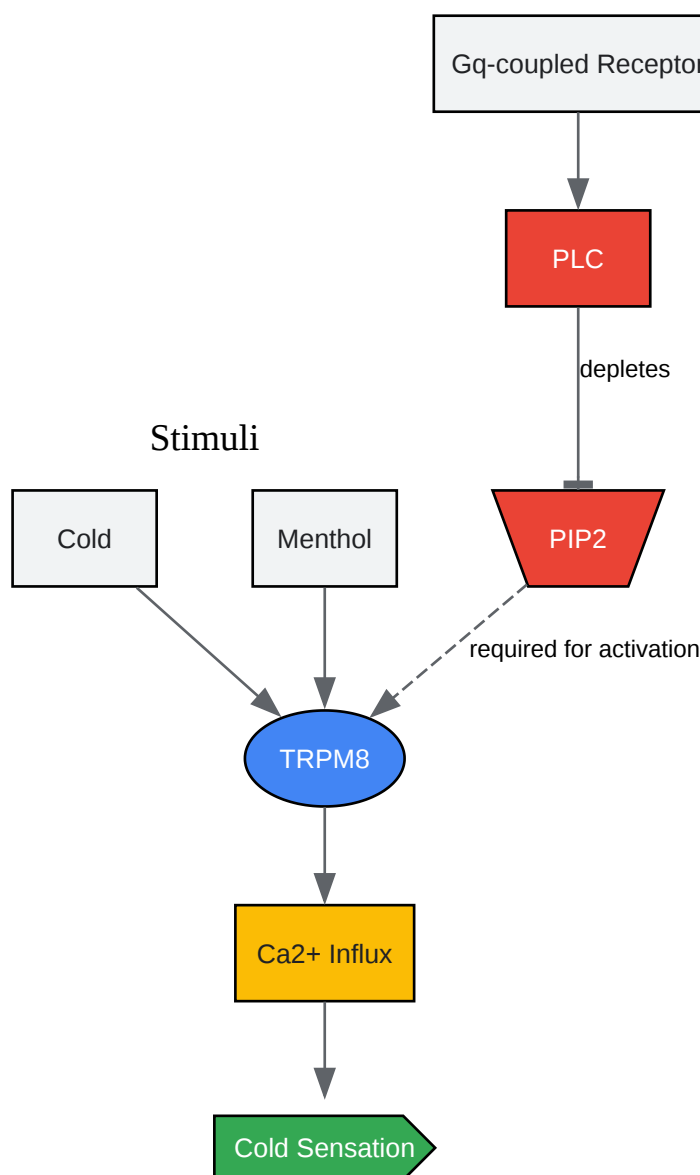 Gq-coupled Receptor
PLC
depletes
Stimuli
Cold
Menthol
PIP2
required for activation
TRPM8
Ca2+ Influx
Cold Sensation